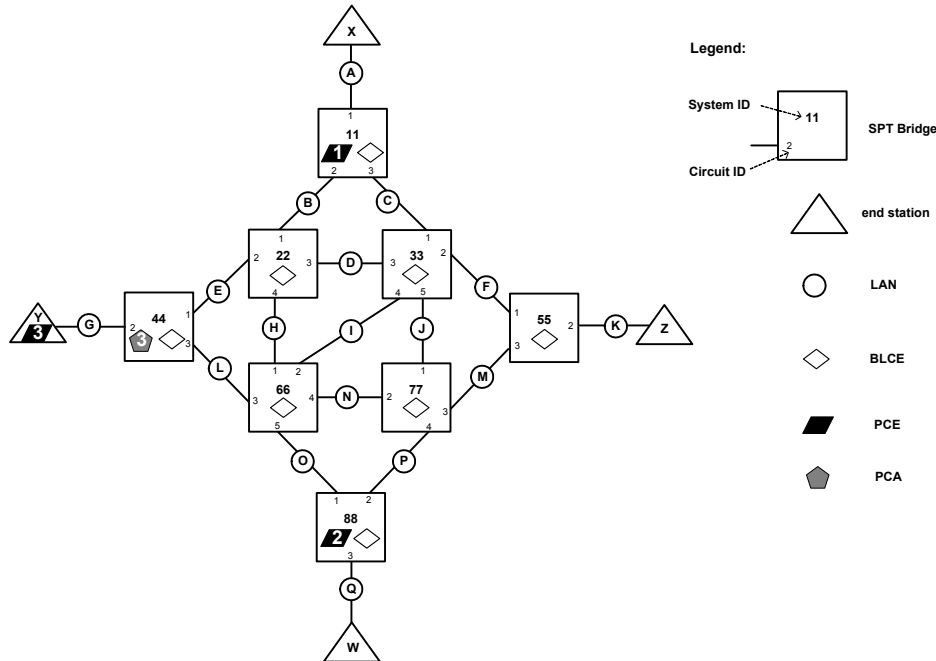 X
Legend:
A
System ID
11
SPT Bridge
2
Circuit ID
1
11
1
2
3
B
C
end station
1
22
2
3
4
D
1
33
2
3
4
5
E
F
LAN
Y
3
G
44
1
2
3
3
H
I
J
1
55
2
3
K
Z
BLCE
L
M
1
2
66
3
4
5
N
1
77
2
3
4
PCE
O
P
PCA
1
2
88
2
3
Q
W